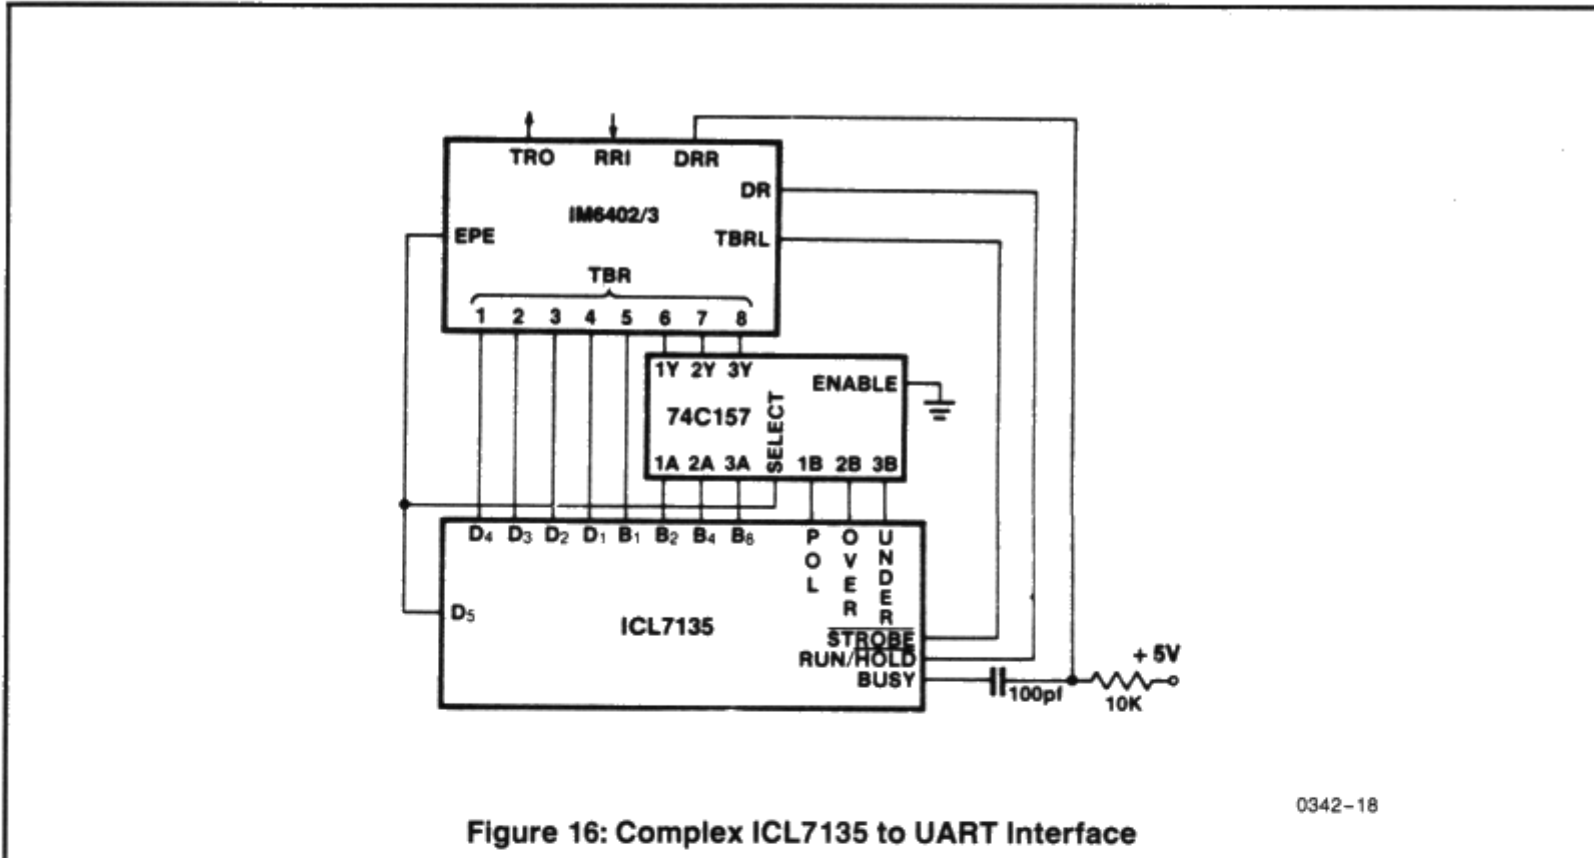 TRO RRI DRR
DR
IM6402/3
EPE TBRL
TBR
1 2 3 4 5 6 7 8
1Y 2Y 3Y
ENABLE
74C157
SELECT
1A 2A 3A 1B 2B 3B
D4 D3 D2 D1 B1 B2 B4 B8
POL
OVER
UNDER
D5
ICL7135
STROBE
RUN/HOLD
BUSY
+ 5V
100pf
10K
0342-18
Figure 16: Complex ICL7135 to UART Interface